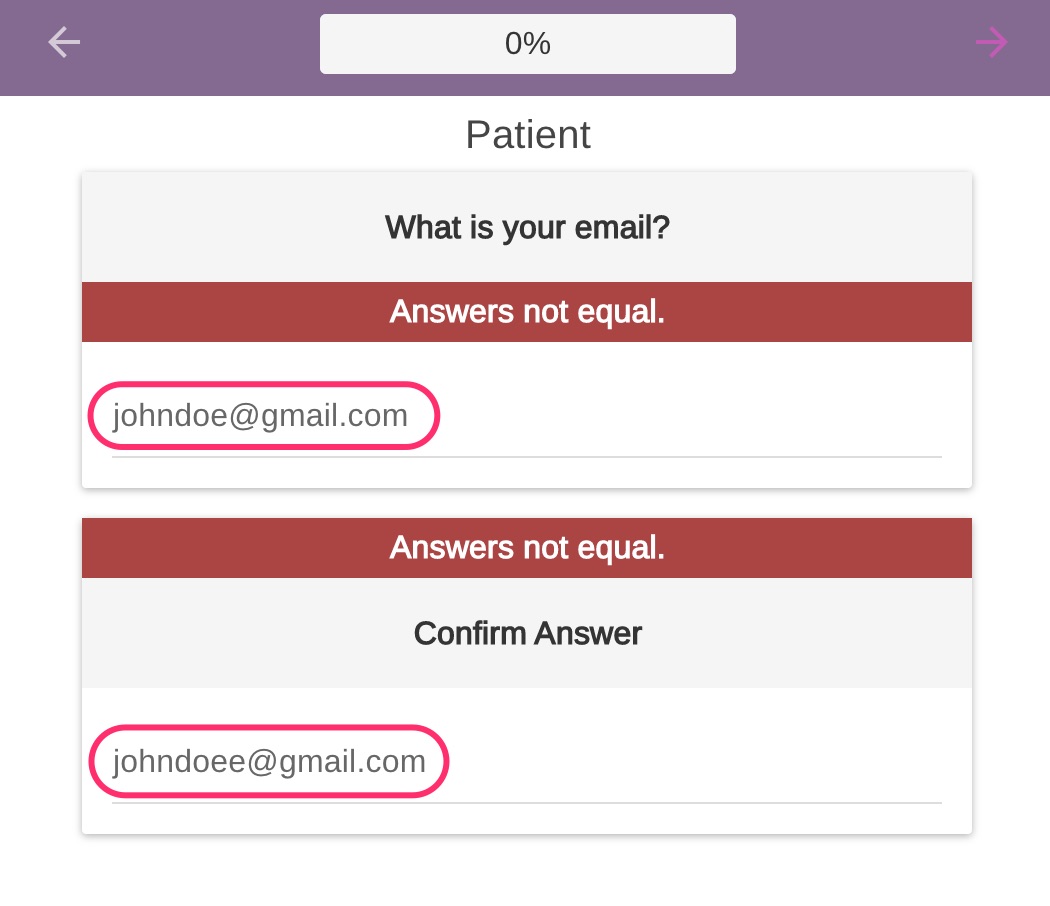 0%
Patient
What is your email?
Answers not equal.
johndoe@gmail.com
Answers not equal.
Confirm Answer
johndoee@gmail.com